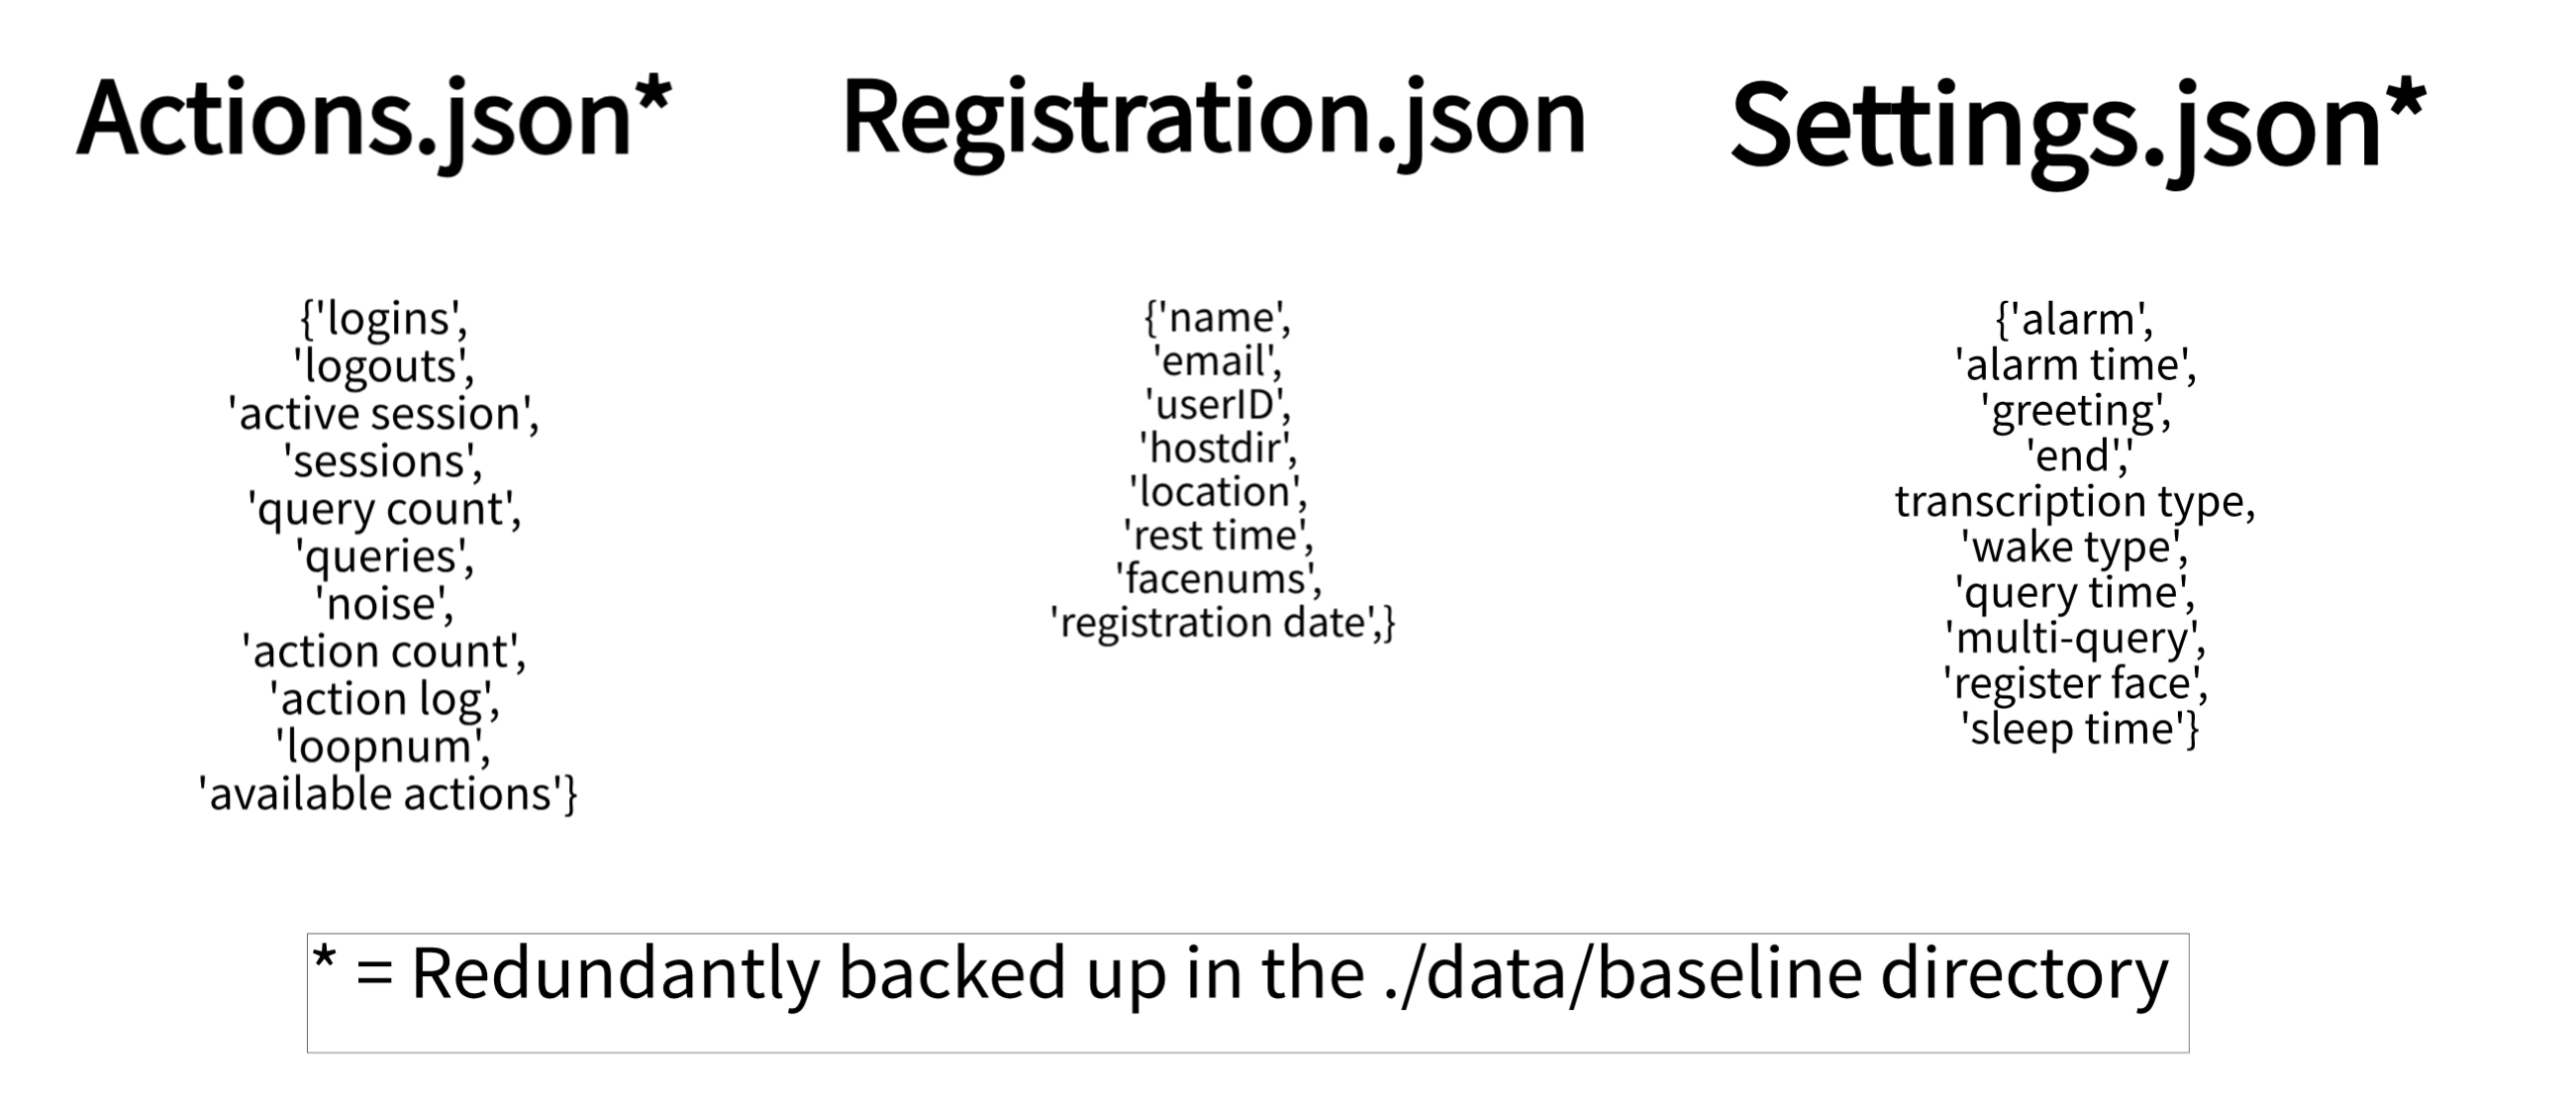 Actions.json*
{'logins',
'logouts',
'active session',
'sessions',
'query count',
'queries',
'noise',
'action count',
'action log',
'loopnum',
'available actions'}
Registration.json
{'name',
'email',
'userID',
'hostdir',
'location',
'rest time',
'facenums',
'registration date',}
Settings.json*
{'alarm',
'alarm time',
'greeting',
'end','
transcription type,
'wake type',
'query time',
'multi-query',
'register face',
'sleep time'}
* = Redundantly backed up in the ./data/baseline directory